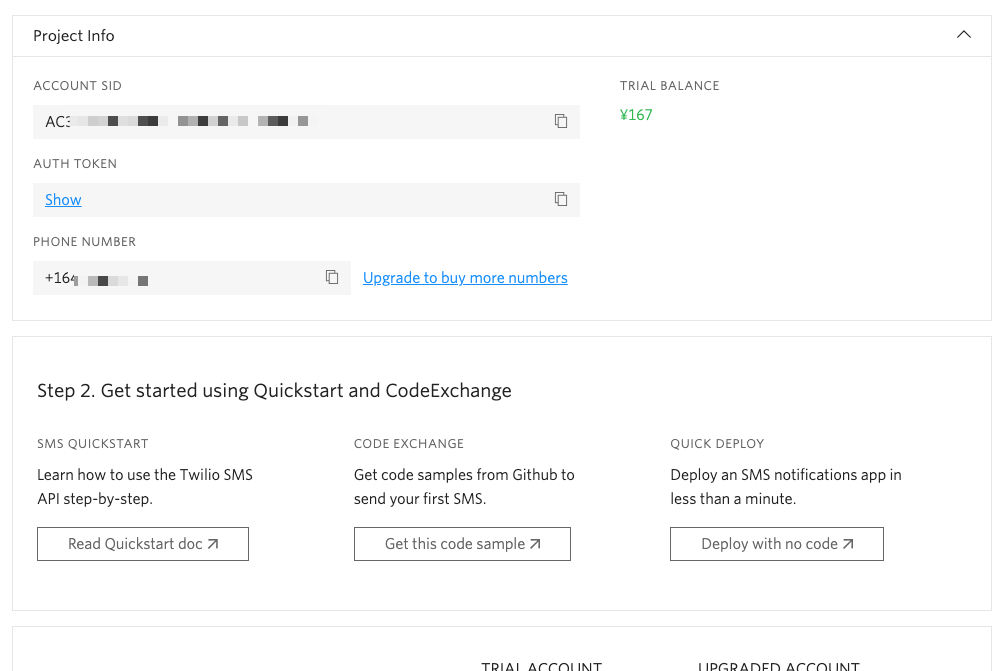 Project Info
ACCOUNT SID
TRIAL BALANCE
AC3
¥167
AUTH TOKEN
Show
PHONE NUMBER
+164
Upgrade to buy more numbers
Step 2. Get started using Quickstart and CodeExchange
SMS QUICKSTART
Learn how to use the Twilio SMS
API step-by-step.
Read Quickstart doc
CODE EXCHANGE
Get code samples from Github to
send your first SMS.
Get this code sample
QUICK DEPLOY
Deploy an SMS notifications app in
less than a minute.
Deploy with no code
TRIAL ACCOUNT
UPGRADED ACCOUNT